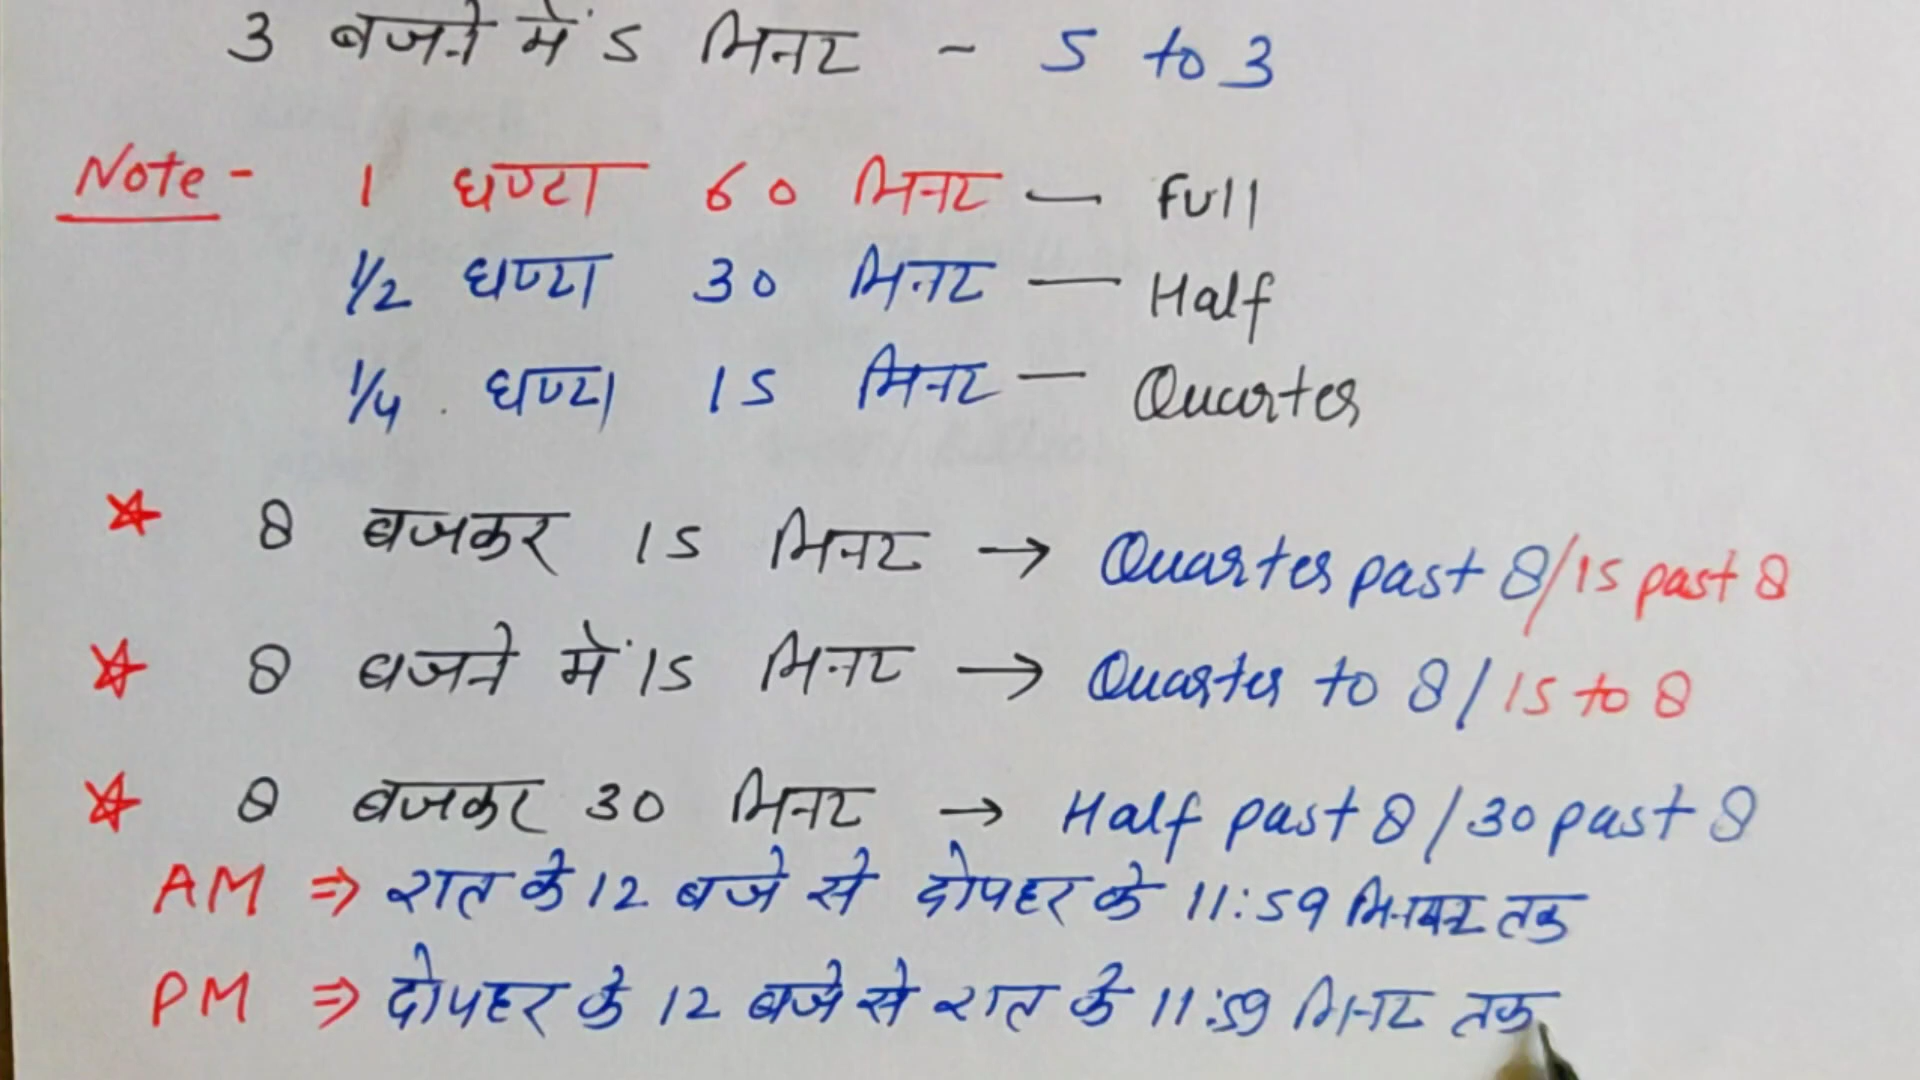 3 बजने में 5 मिनट - 5 to 3
Note - 1 घण्टा 60 मिनट — Full
1/2 घण्टा 30 मिनट — Half
1/4 घण्टा 15 मिनट — Quarter
8 बजकर 15 मिनट → Quarter past 8/15 past 8
8 बजने में 15 मिनट → Quarter to 8/15 to 8
8 बजकर 30 मिनट → Half past 8/30 past 8
AM ⇒ रात के 12 बजे से दोपहर के 11:59 मिनट तक
PM ⇒ दोपहर के 12 बजे से रात के 11:59 मिनट तक